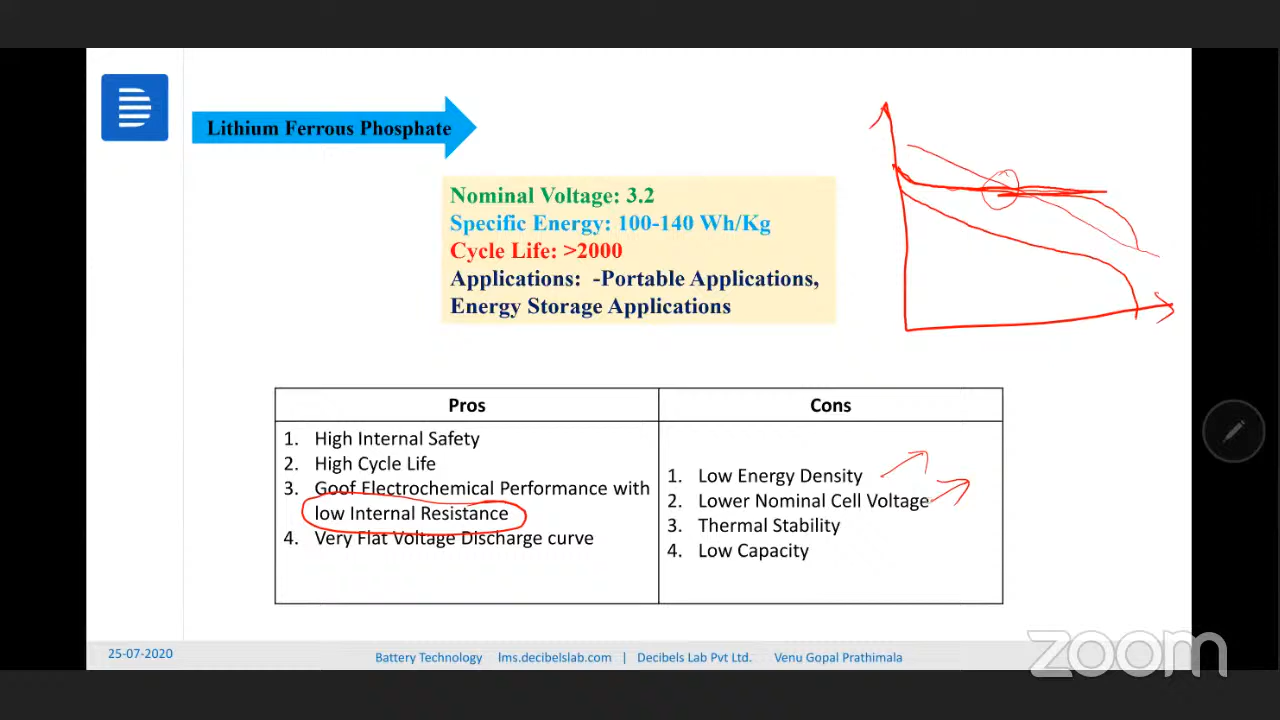 Lithium Ferrous Phosphate
Nominal Voltage: 3.2
Specific Energy: 100-140 Wh/Kg
Cycle Life: >2000
Applications: -Portable Applications,
Energy Storage Applications
Pros
1. High Internal Safety
2. High Cycle Life
3. Goof Electrochemical Performance with
low Internal Resistance
4. Very Flat Voltage Discharge curve
Cons
1. Low Energy Density
2. Lower Nominal Cell Voltage
3. Thermal Stability
4. Low Capacity
25-07-2020
Battery Technology lms.decibelslab.com | Decibels Lab Pvt Ltd. Venu Gopal Prathimala
zoom